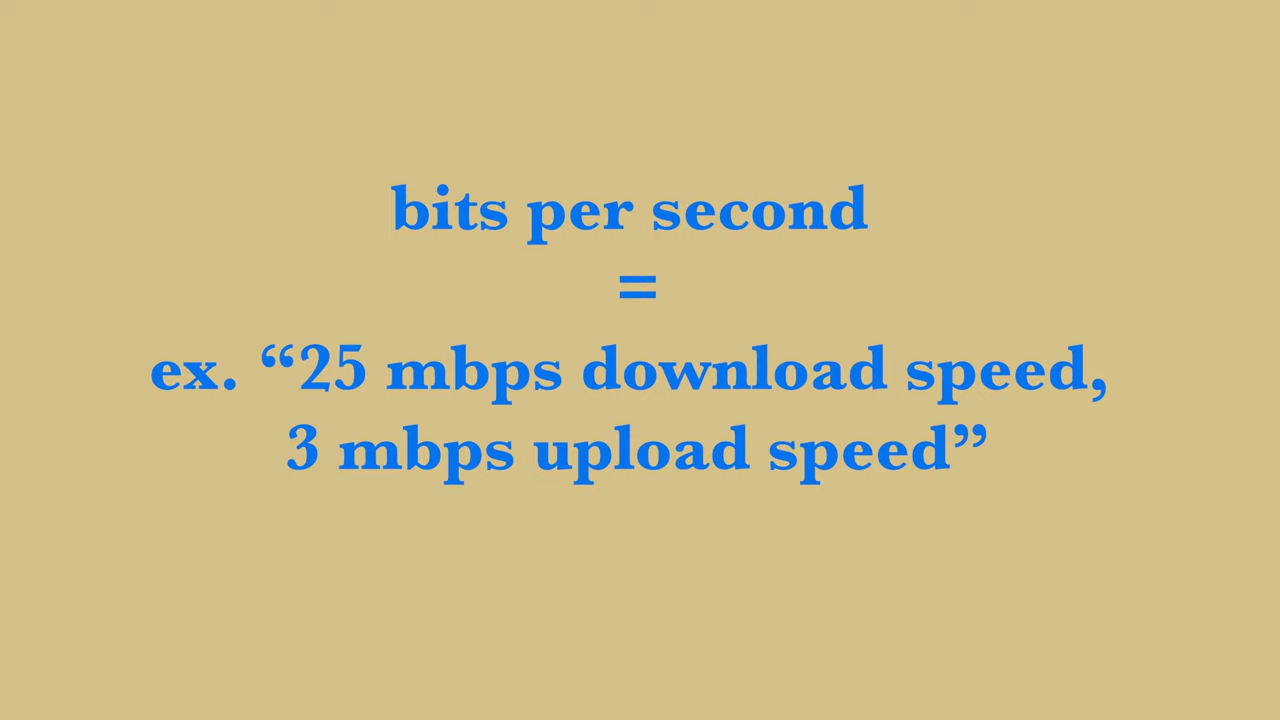 bits per second
=
ex. “25 mbps download speed,
3 mbps upload speed”